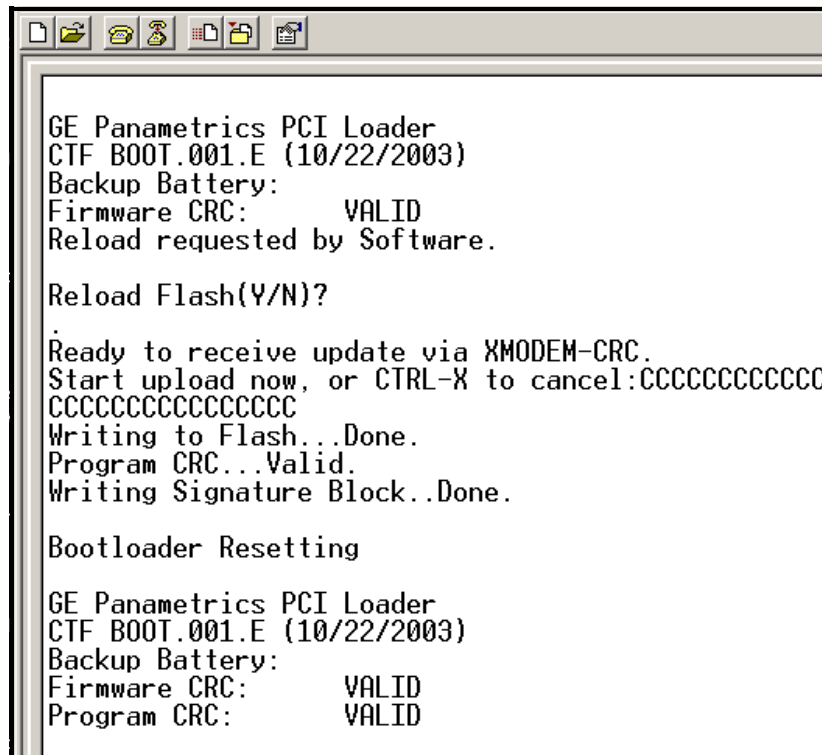 GE Panametrics PCI Loader
CTF BOOT.001.E (10/22/2003)
Backup Battery:
Firmware CRC:      VALID
Reload requested by Software.
Reload Flash(Y/N)?
.
Ready to receive update via XMODEM-CRC.
Start upload now, or CTRL-X to cancel:CCCCCCCCCCCC
CCCCCCCCCCCCCCCC
Writing to Flash...Done.
Program CRC...Valid.
Writing Signature Block..Done.
Bootloader Resetting
GE Panametrics PCI Loader
CTF BOOT.001.E (10/22/2003)
Backup Battery:
Firmware CRC:      VALID
Program CRC:       VALID